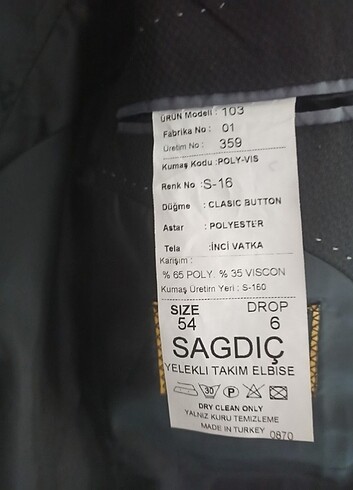 ÜRÜN Modeli : 103
Fabrika No : 01
Üretim No : 359
Kumaş Kodu :POLY-VIS
Renk No :S-16
Düğme : CLASIC BUTTON
Astar : POLYESTER
Tela :İNCİ VATKA
Karişim :
% 65 POLY. % 35 VISCON
Kumaş Üretim Yeri : S-160
SIZE DROP
54 6
SAGDIÇ
YELEKLİ TAKIM ELBISE
30 P
DRY CLEAN ONLY
YALNIZ KURU TEMIZLEME
MADE IN TURKEY 0870